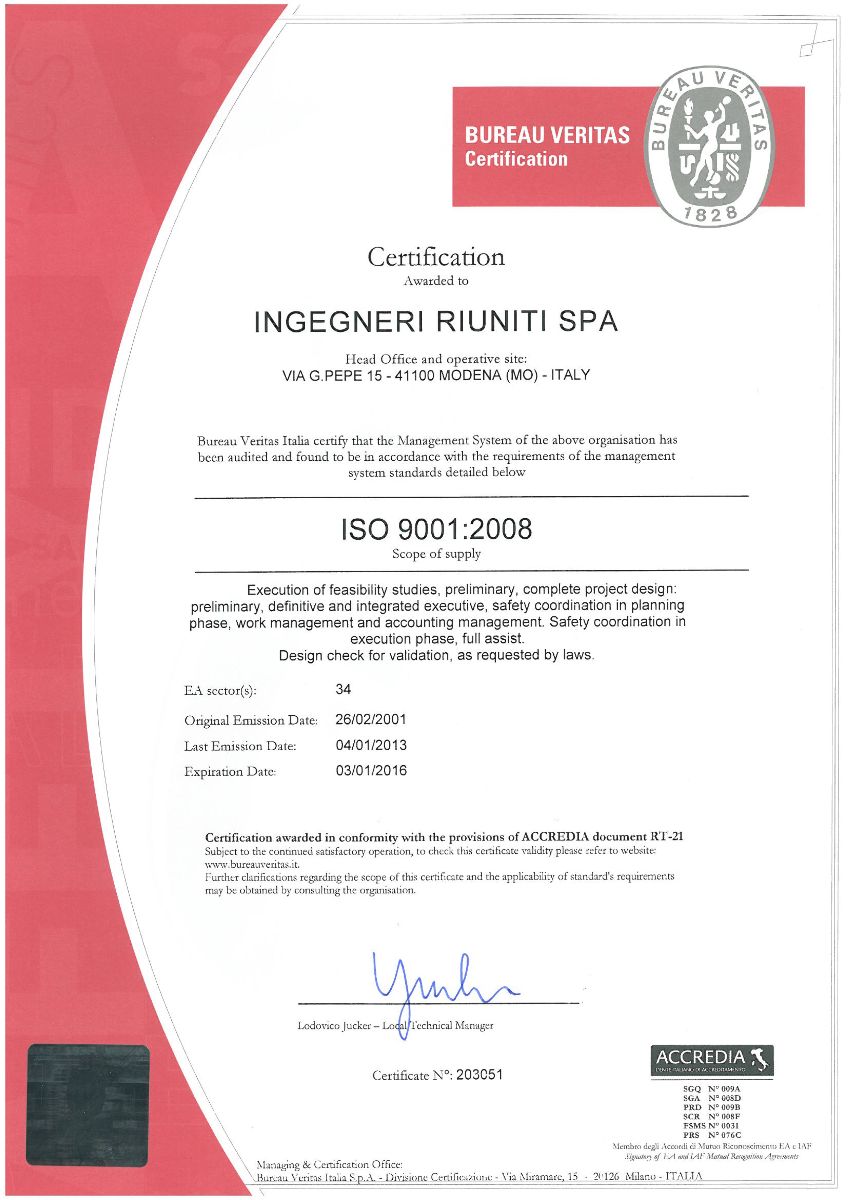 BUREAU VERITAS
Certification
BUREAU VERITAS
1828
Certification
Awarded to
INGEGNERI RIUNITI SPA
Head Office and operative site:
VIA G.PEPE 15 - 41100 MODENA (MO) - ITALY
Bureau Veritas Italia certify that the Management System of the above organisation has
been audited and found to be in accordance with the requirements of the management
system standards detailed below
ISO 9001:2008
Scope of supply
Execution of feasibility studies, preliminary, complete project design:
preliminary, definitive and integrated executive, safety coordination in planning
phase, work management and accounting management. Safety coordination in
execution phase, full assist.
Design check for validation, as requested by laws.
EA sector(s): 34
Original Emission Date: 26/02/2001
Last Emission Date: 04/01/2013
Expiration Date: 03/01/2016
Certification awarded in conformity with the provisions of ACCREDIA document RT-21
Subject to the continued satisfactory operation, to check this certificate validity please refer to website:
www.bureauveritas.it.
Further clarifications regarding the scope of this certificate and the applicability of standard's requirements
may be obtained by consulting the organisation.
Lodovico Jucker – Local Technical Manager
Certificate N°: 203051
ACCREDIA
L'ENTE ITALIANO DI ACCREDITAMENTO
SGQ N° 009A
SGA N° 008D
PRD N° 009B
SCR N° 008F
FSMS N° 003I
PRS N° 076C
Membro degli Accordi di Mutuo Riconoscimento EA e IAF
Signatory of EA and IAF Mutual Recognition Agreements
Managing & Certification Office:
Bureau Veritas Italia S.p.A. - Divisione Certificazione - Via Miramare, 15 - 20126 Milano - ITALIA